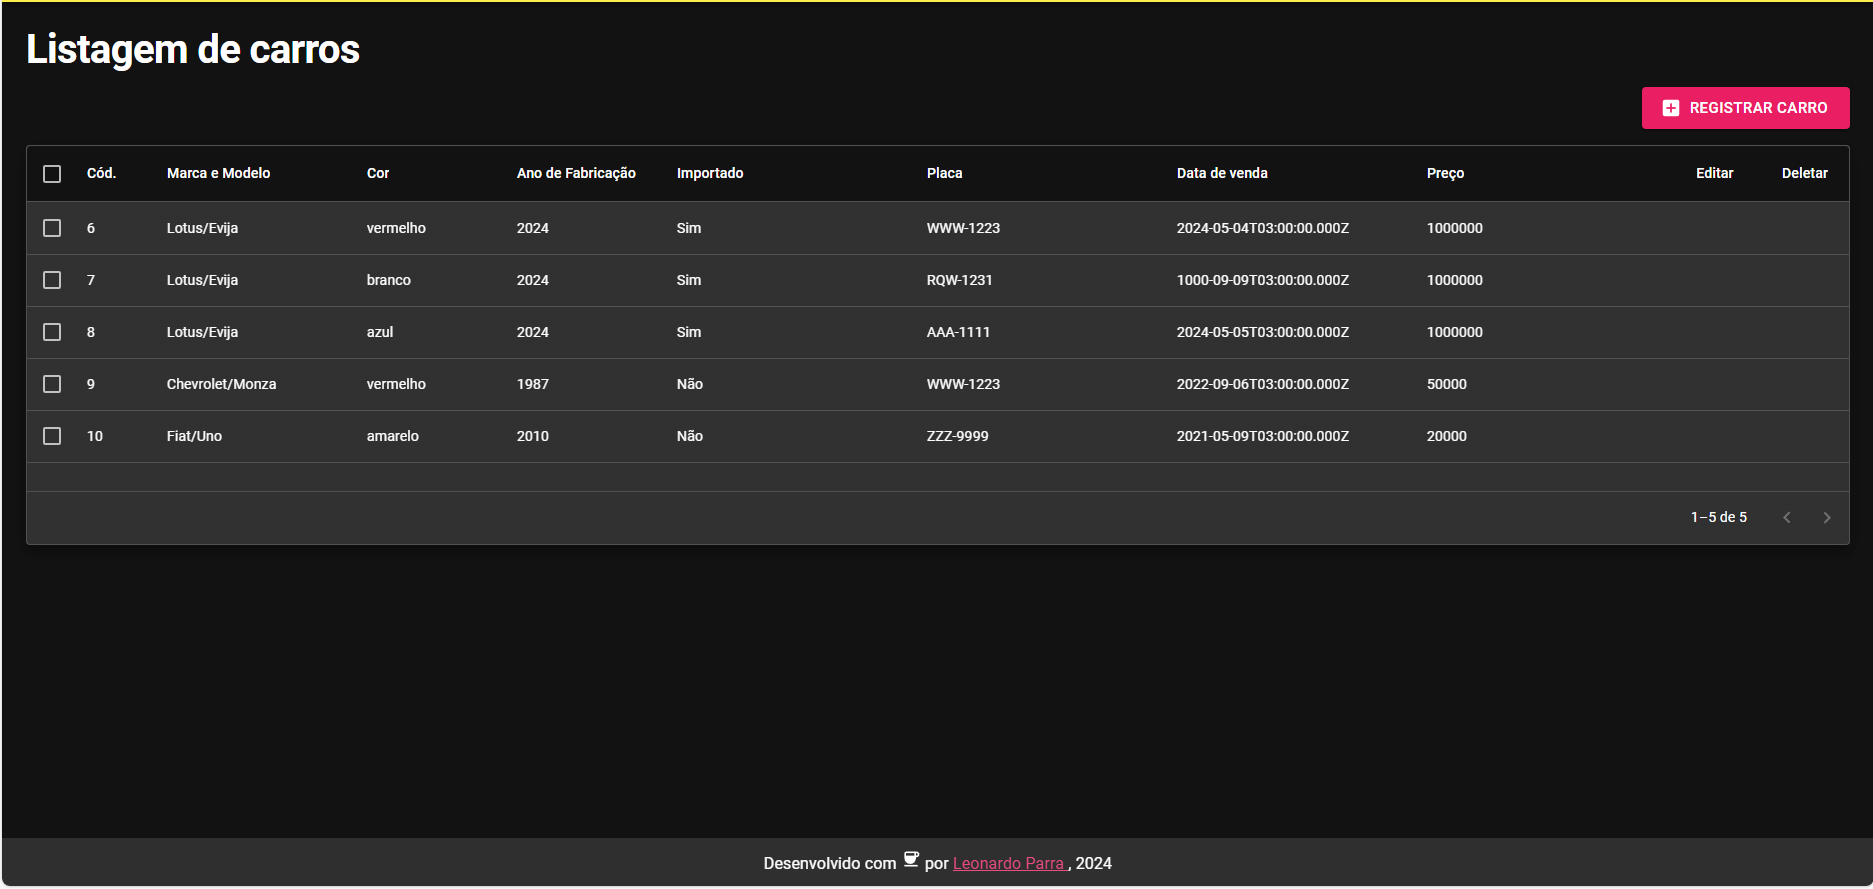 Listagem de carros
REGISTRAR CARRO
Cód. Marca e Modelo Cor Ano de Fabricação Importado Placa Data de venda Preço Editar Deletar
6 Lotus/Evija vermelho 2024 Sim WWW-1223 2024-05-04T03:00:00.000Z 1000000
7 Lotus/Evija branco 2024 Sim RQW-1231 1000-09-09T03:00:00.000Z 1000000
8 Lotus/Evija azul 2024 Sim AAA-1111 2024-05-05T03:00:00.000Z 1000000
9 Chevrolet/Monza vermelho 1987 Não WWW-1223 2022-09-06T03:00:00.000Z 50000
10 Fiat/Uno amarelo 2010 Não ZZZ-9999 2021-05-09T03:00:00.000Z 20000
1–5 de 5
Desenvolvido com por Leonardo Parra , 2024